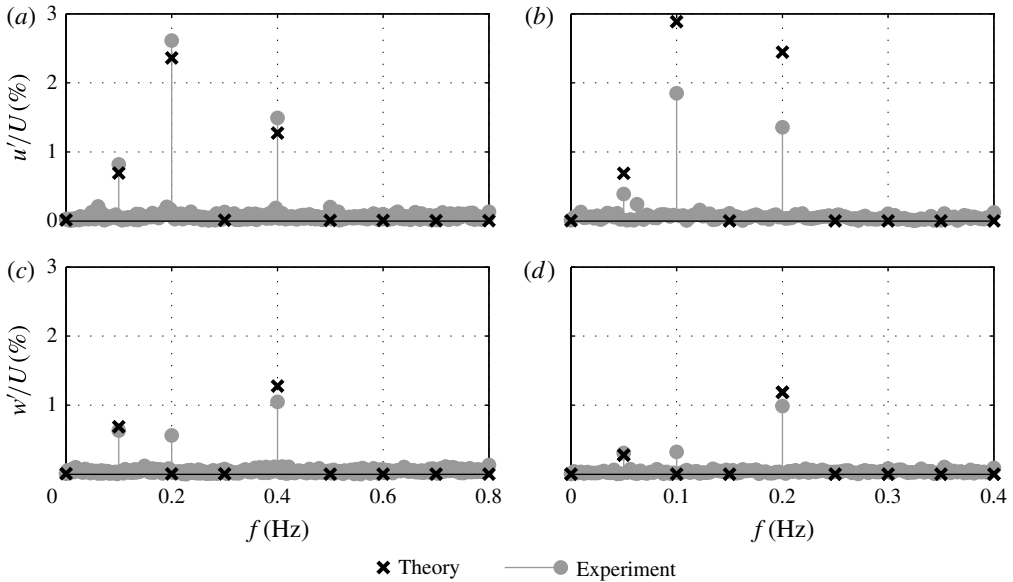 (a)
(b)
3
2
1
0
u′/U (%)
(c)
(d)
3
2
1
0
w′/U (%)
0.2 0.4 0.6 0.8
0 0.1 0.2 0.3 0.4
f (Hz)
f (Hz)
Theory
Experiment